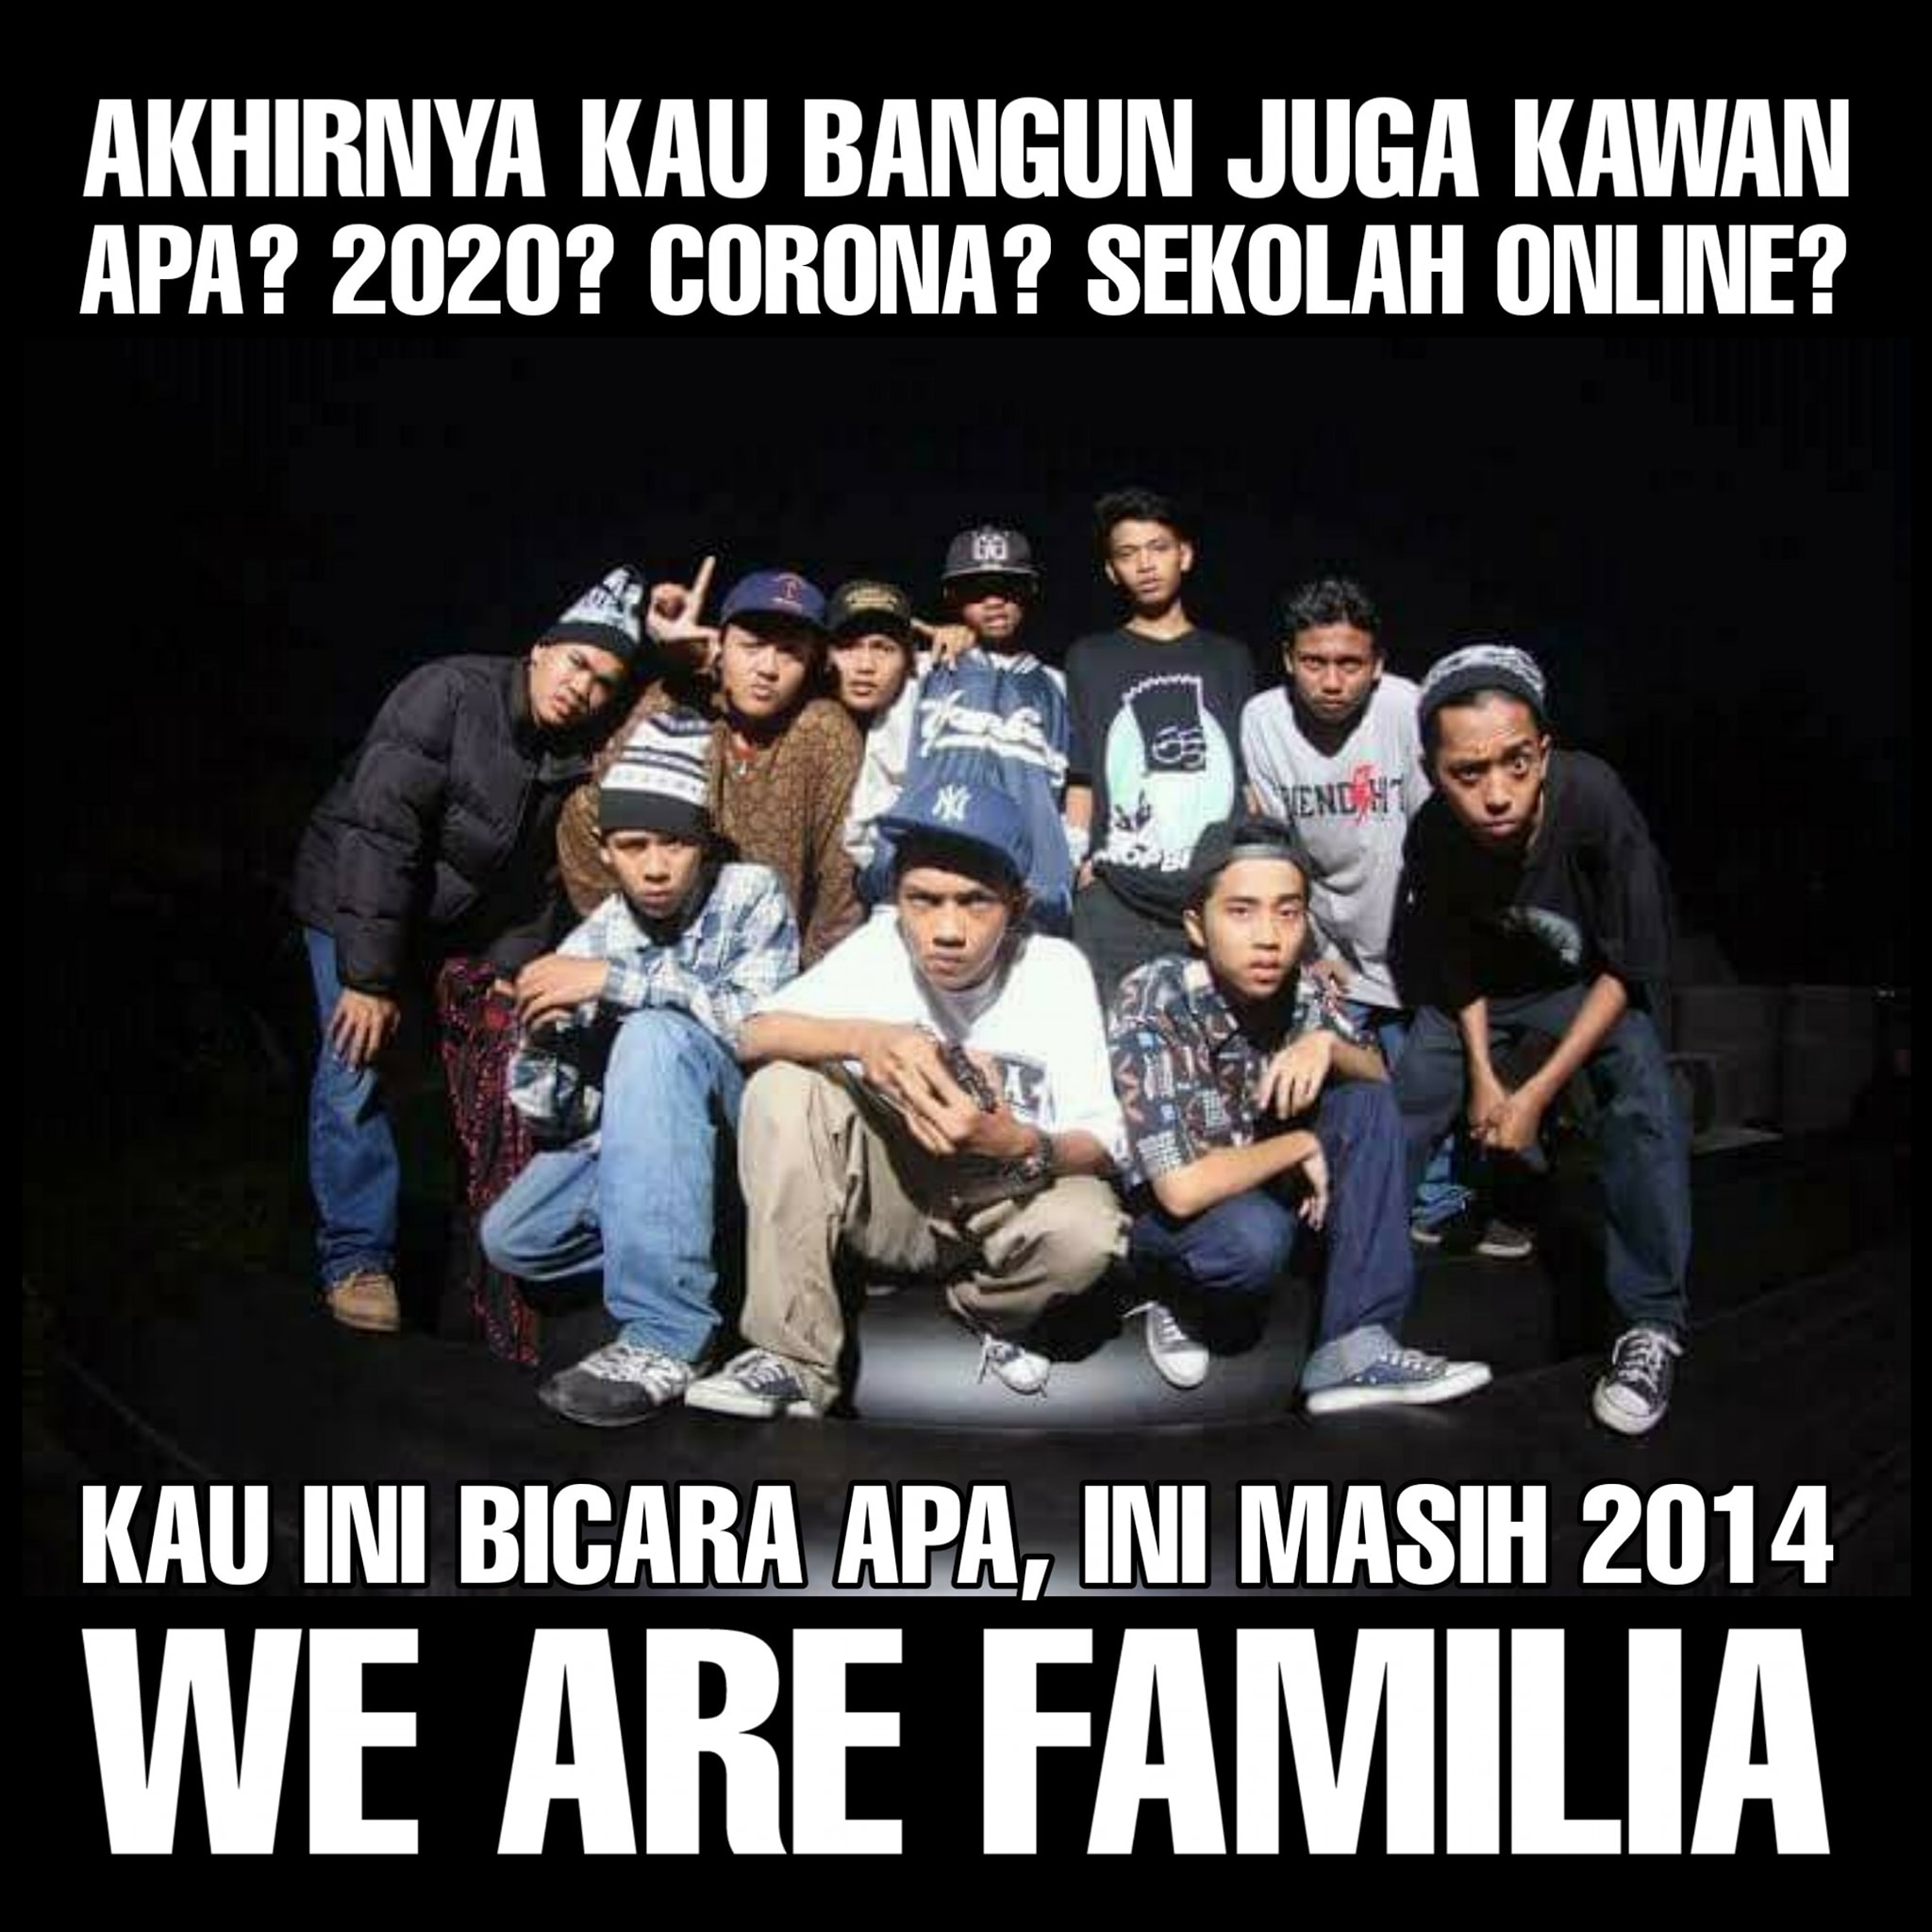 AKHIRNYA KAU BANGUN JUGA KAWAN
APA? 2020? CORONA? SEKOLAH ONLINE?
NY
KAU INI BICARA APA, INI MASIH 2014
WE ARE FAMILIA